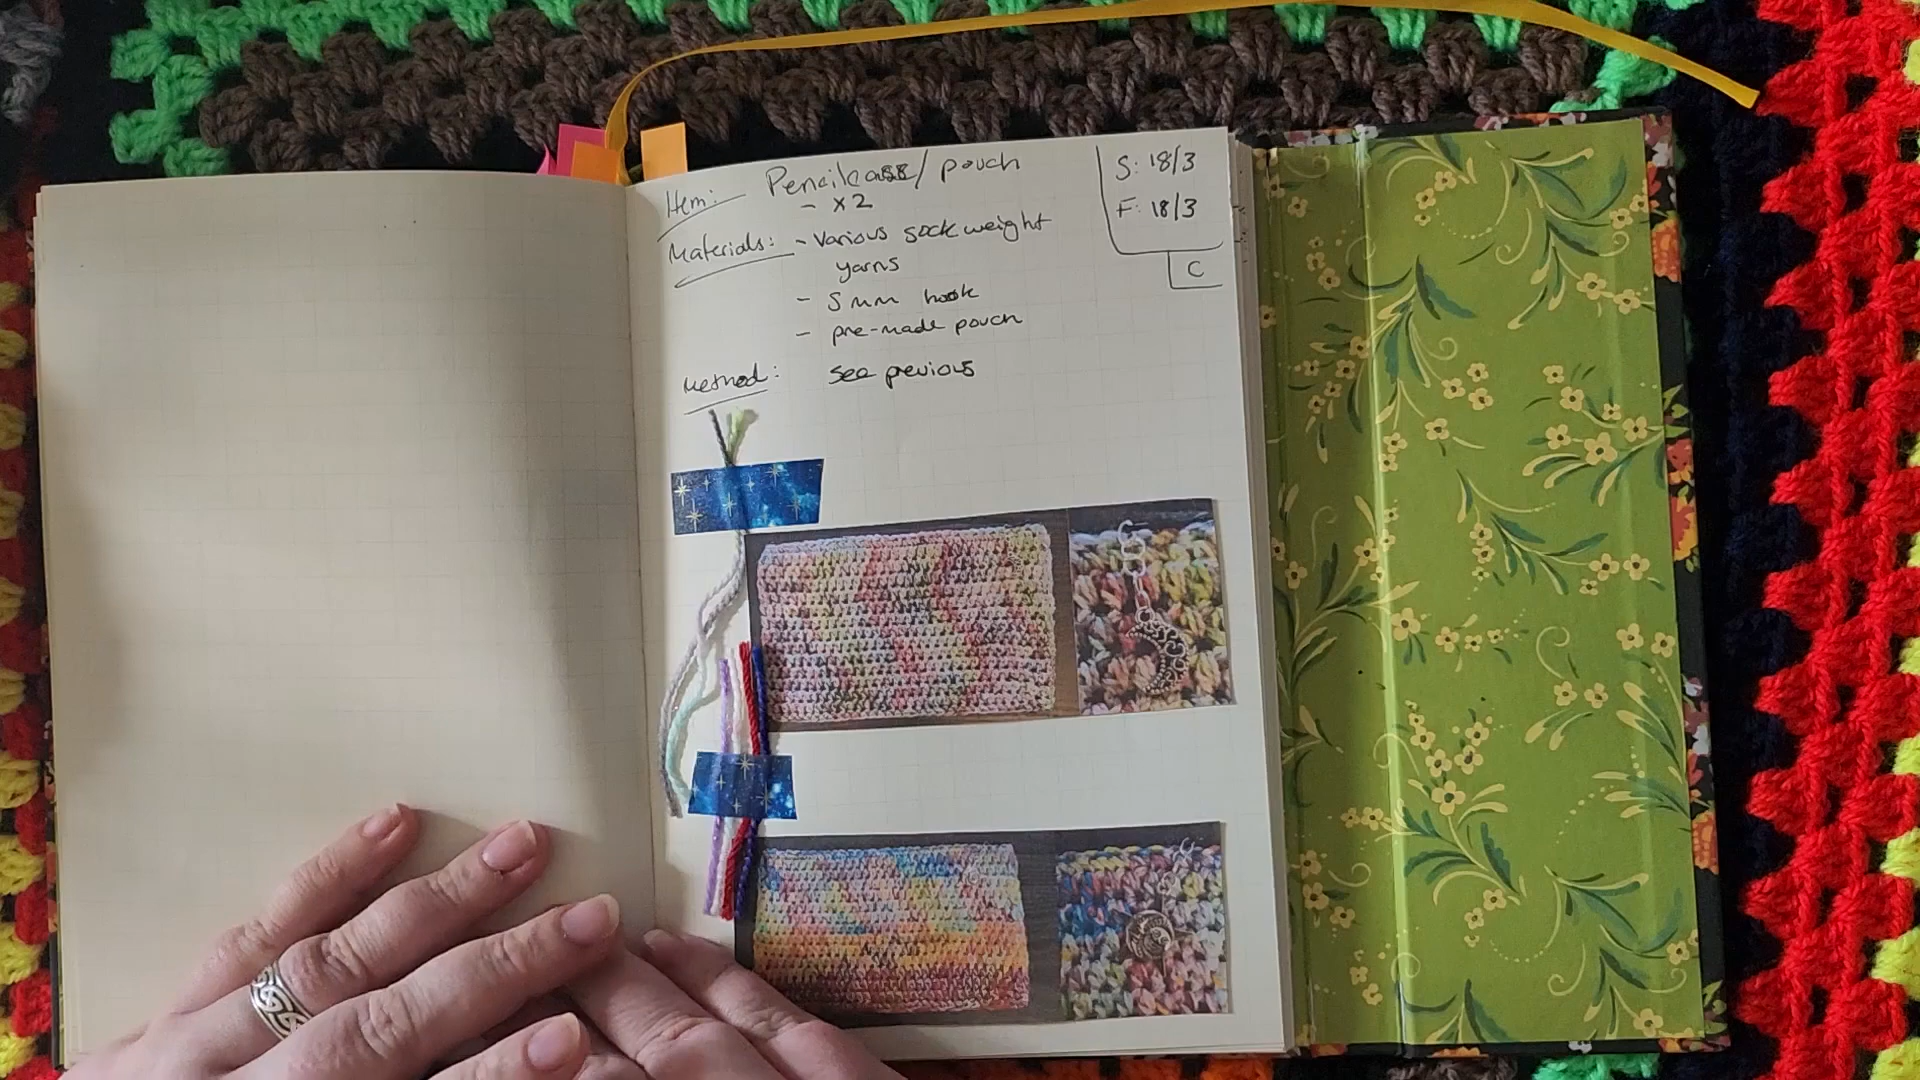 Item: Pencilcase/pouch
- x2
Materials: - Various sock weight
yarns
- 5mm hook
- pre-made pouch
Method: see previous
S: 18/3
F: 18/3
C